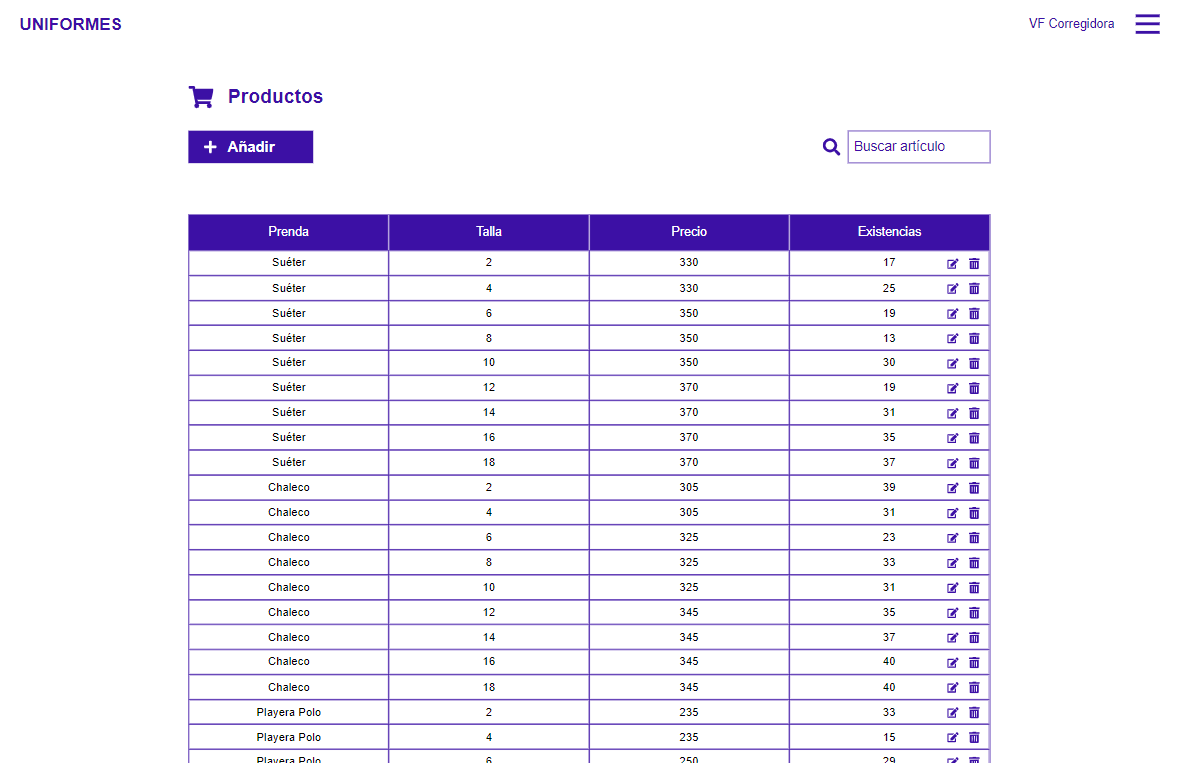 UNIFORMES VF Corregidora
Productos
Añadir Buscar artículo
Prenda Talla Precio Existencias
Suéter 2 330 17
Suéter 4 330 25
Suéter 6 350 19
Suéter 8 350 13
Suéter 10 350 30
Suéter 12 370 19
Suéter 14 370 31
Suéter 16 370 35
Suéter 18 370 37
Chaleco 2 305 39
Chaleco 4 305 31
Chaleco 6 325 23
Chaleco 8 325 33
Chaleco 10 325 31
Chaleco 12 345 35
Chaleco 14 345 37
Chaleco 16 345 40
Chaleco 18 345 40
Playera Polo 2 235 33
Playera Polo 4 235 15
Playera Polo 6 250 29